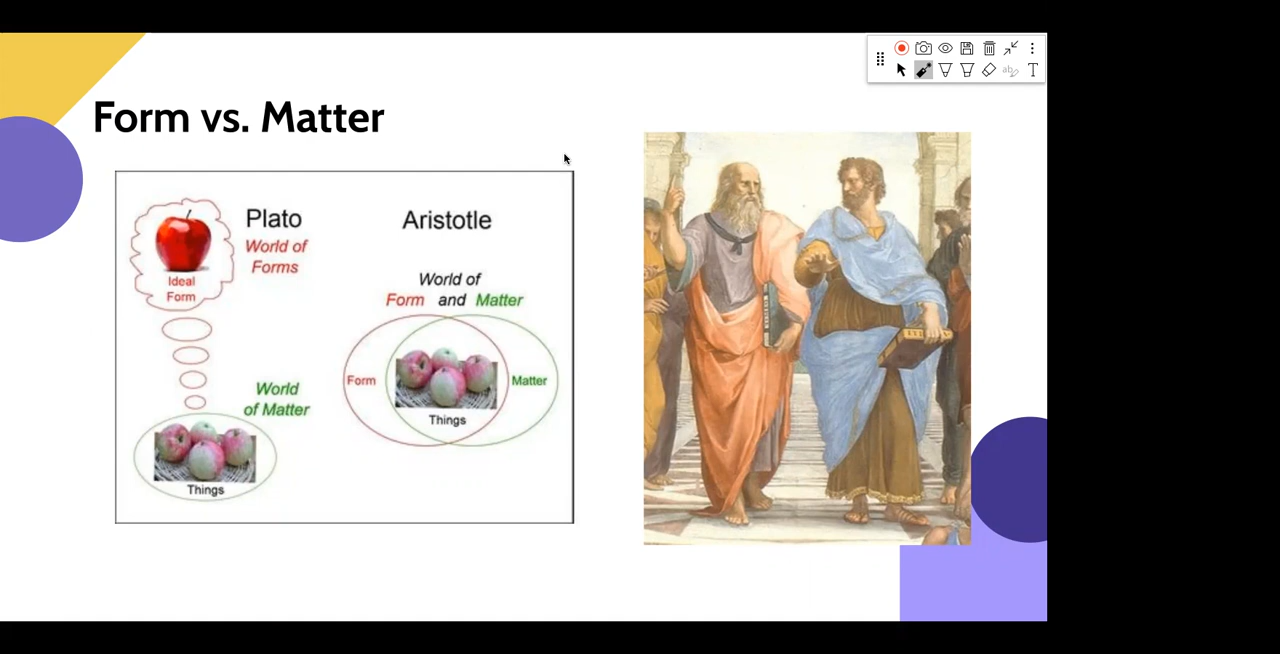 Form vs. Matter
Plato
World of
Forms
Ideal
Form
World
of Matter
Things
Aristotle
World of
Form and Matter
Form
Matter
Things
ab
T